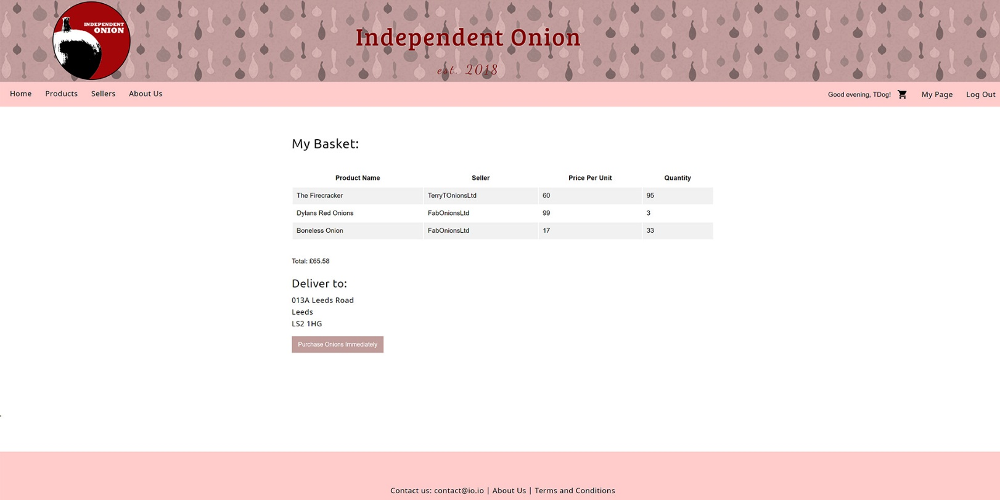 INDEPENDENT
ONION
Independent Onion
est. 2018
Home Products Sellers About Us Good evening, TDog! My Page Log Out
My Basket:
Product Name Seller Price Per Unit Quantity
The Firecracker TerryTOnionsLtd 60 95
Dylans Red Onions FabOnionsLtd 99 3
Boneless Onion FabOnionsLtd 17 33
Total: £65.58
Deliver to:
013A Leeds Road
Leeds
LS2 1HG
Purchase Onions Immediately
Contact us: contact@io.io | About Us | Terms and Conditions